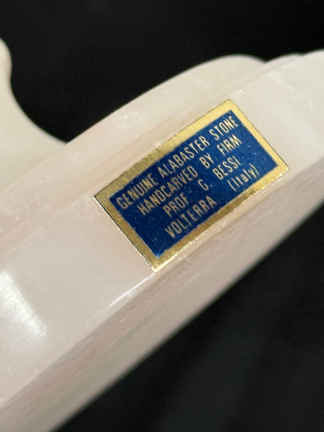 GENUINE ALABASTER STONE
HANDCARVED BY FIRM
PROF. G. BESSI
VOLTERRA (Italy)